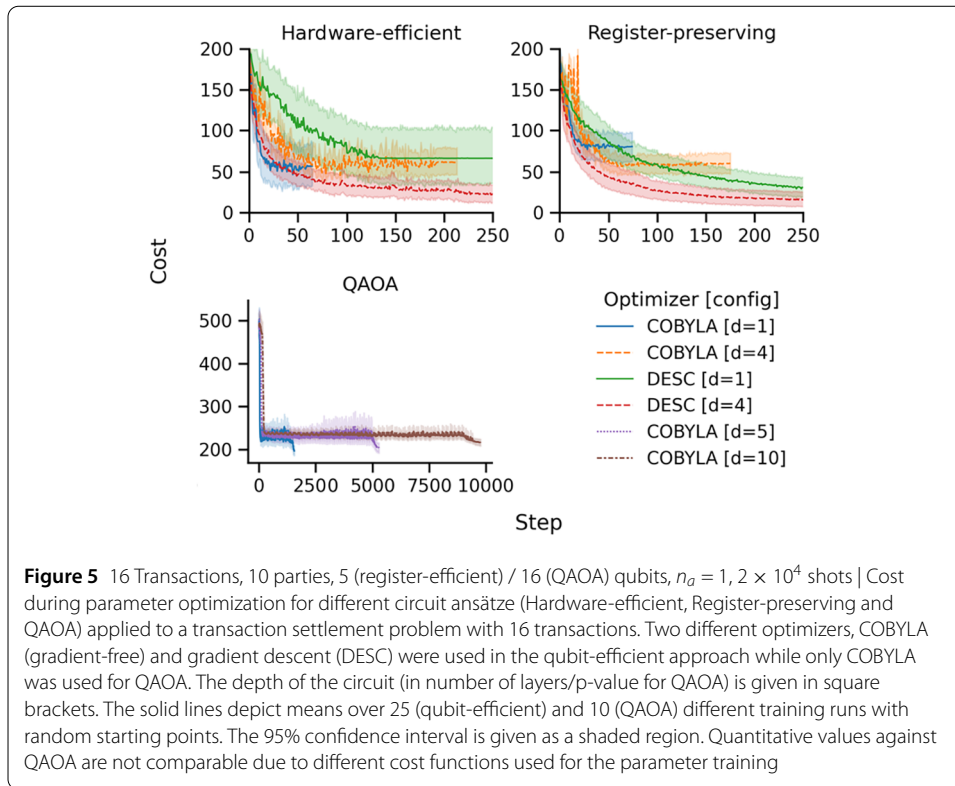 Hardware-efficient
Register-preserving
200
150
100
50
0
0 50 100 150 200 250
200
150
100
50
0
0 50 100 150 200 250
Cost
QAOA
500
400
300
200
0 2500 5000 7500 10000
Optimizer [config]
COBYLA [d=1]
COBYLA [d=4]
DESC [d=1]
DESC [d=4]
COBYLA [d=5]
COBYLA [d=10]
Step
Figure 5 16 Transactions, 10 parties, 5 (register-efficient) / 16 (QAOA) qubits, nₐ = 1, 2 × 10⁴ shots | Cost
during parameter optimization for different circuit ansätze (Hardware-efficient, Register-preserving and
QAOA) applied to a transaction settlement problem with 16 transactions. Two different optimizers, COBYLA
(gradient-free) and gradient descent (DESC) were used in the qubit-efficient approach while only COBYLA
was used for QAOA. The depth of the circuit (in number of layers/p-value for QAOA) is given in square
brackets. The solid lines depict means over 25 (qubit-efficient) and 10 (QAOA) different training runs with
random starting points. The 95% confidence interval is given as a shaded region. Quantitative values against
QAOA are not comparable due to different cost functions used for the parameter training